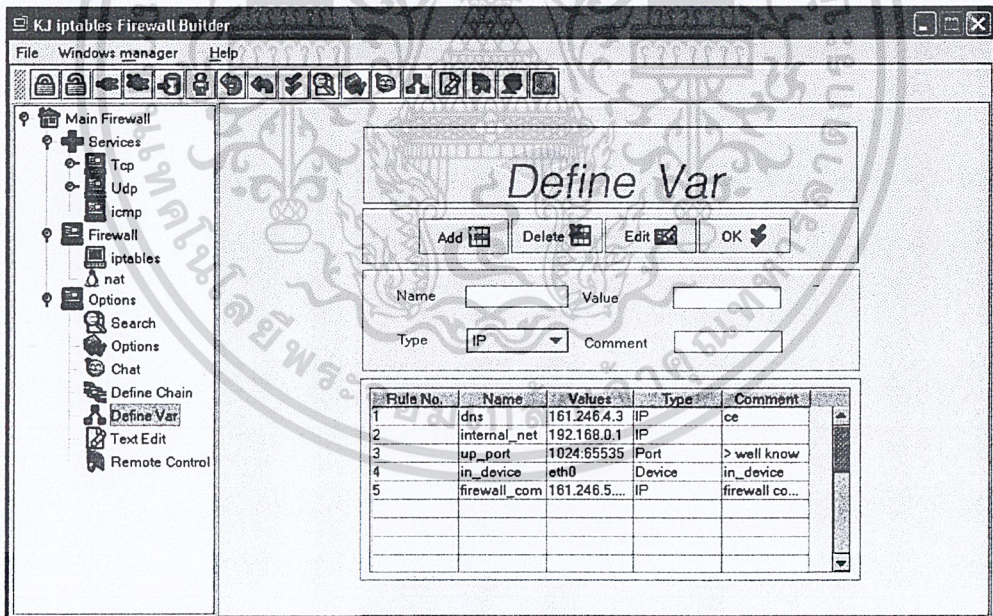 KJ iptables Firewall Builder
File Windows manager Help
Main Firewall
Services
Tcp
Udp
icmp
Firewall
iptables
nat
Options
Search
Options
Chat
Define Chain
Define Var
Text Edit
Remote Control
Define Var
Add Delete Edit OK
Name Value
Type IP Comment
Rule No. Name Values Type Comment
1 dns 161.246.4.3 IP ce
2 internal_net 192.168.0.1 IP
3 up_port 1024:65535 Port > well know
4 in_device eth0 Device in_device
5 firewall_com 161.246.5.... IP firewall co...